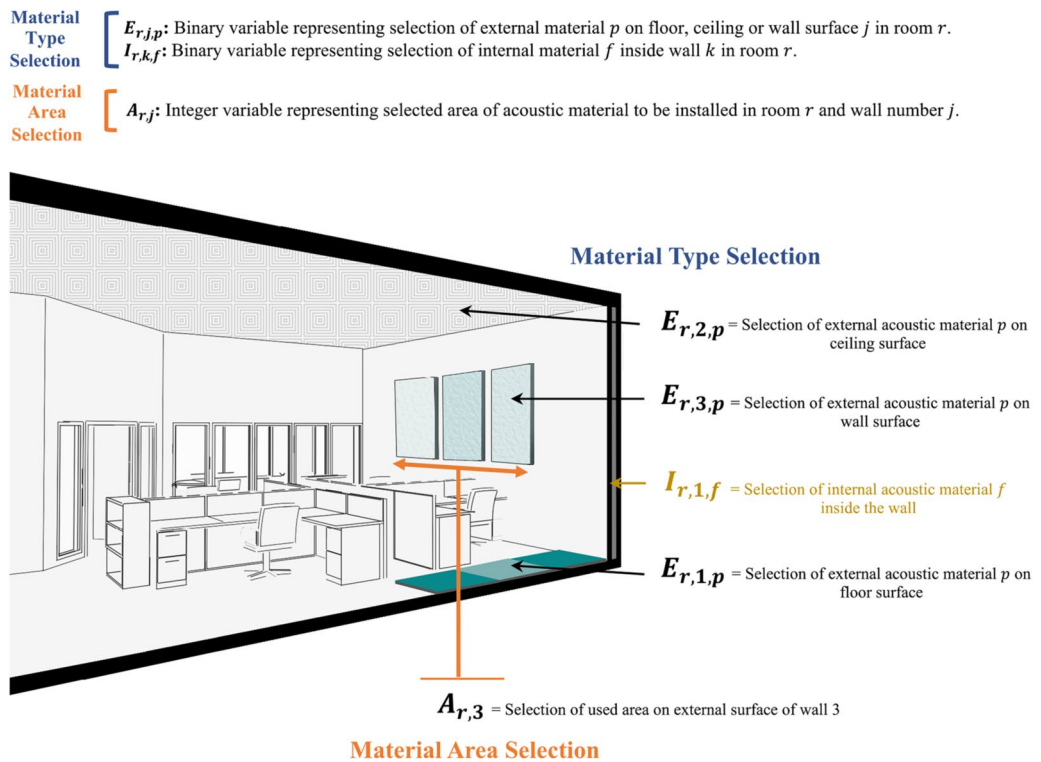 Material
Type
Selection
E_{r,j,p}: Binary variable representing selection of external material p on floor, ceiling or wall surface j in room r.
I_{r,k,f}: Binary variable representing selection of internal material f inside wall k in room r.
Material
Area
Selection
A_{r,j}: Integer variable representing selected area of acoustic material to be installed in room r and wall number j.
Material Type Selection
E_{r,2,p} = Selection of external acoustic material p on
ceiling surface
E_{r,3,p} = Selection of external acoustic material p on
wall surface
I_{r,1,f} = Selection of internal acoustic material f
inside the wall
E_{r,1,p} = Selection of external acoustic material p on
floor surface
A_{r,3} = Selection of used area on external surface of wall 3
Material Area Selection